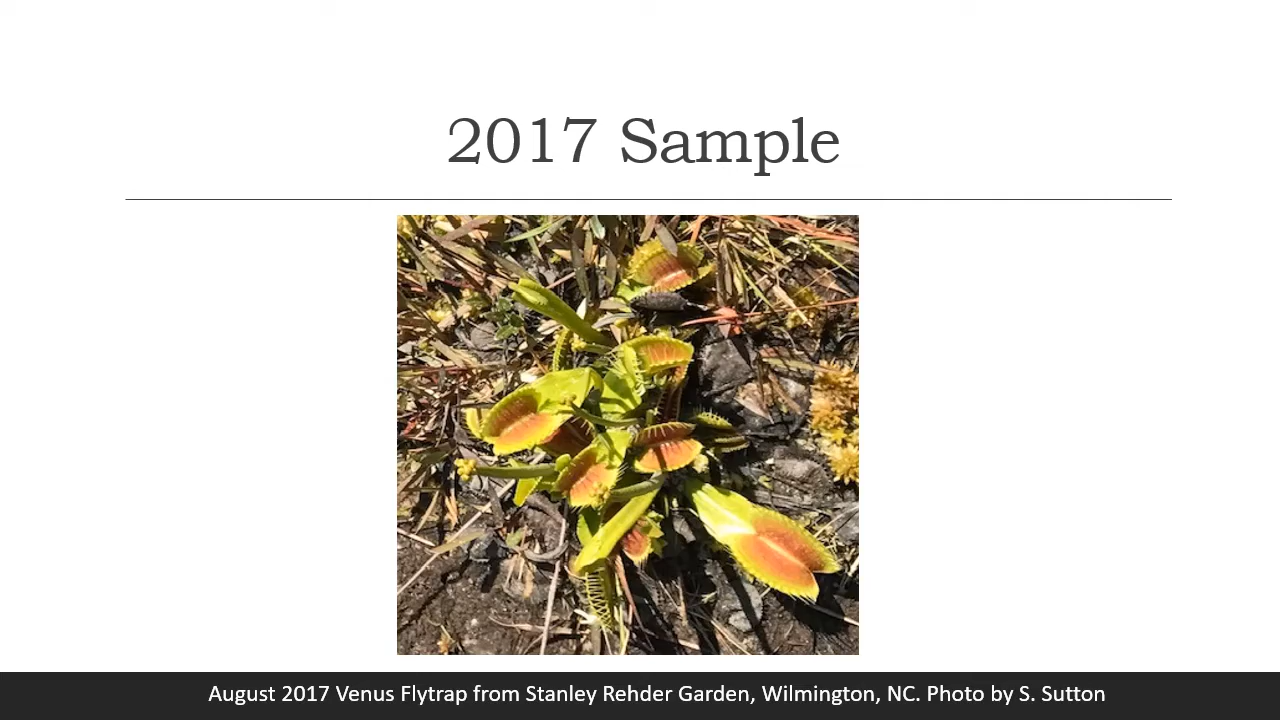 2017 Sample
August 2017 Venus Flytrap from Stanley Rehder Garden, Wilmington, NC. Photo by S. Sutton